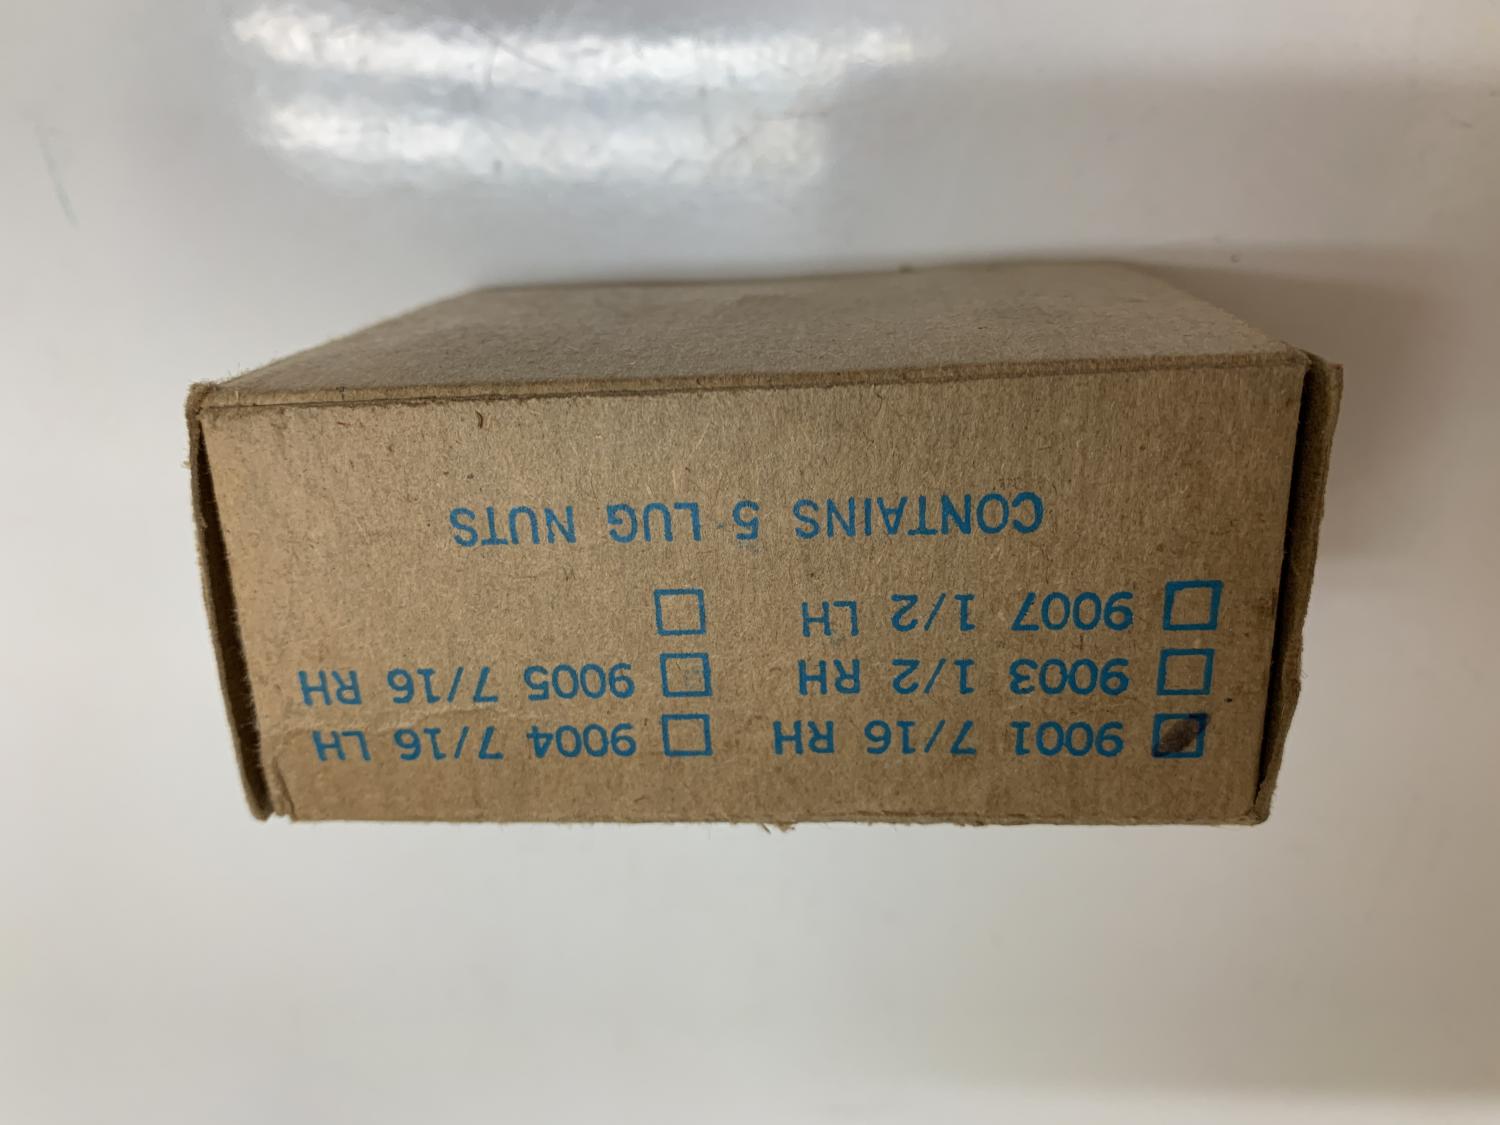 9001 7/16 RH 9004 7/16 LH
9003 1/2 RH 9005 7/16 RH
9007 1/2 LH
CONTAINS 5 LUG NUTS